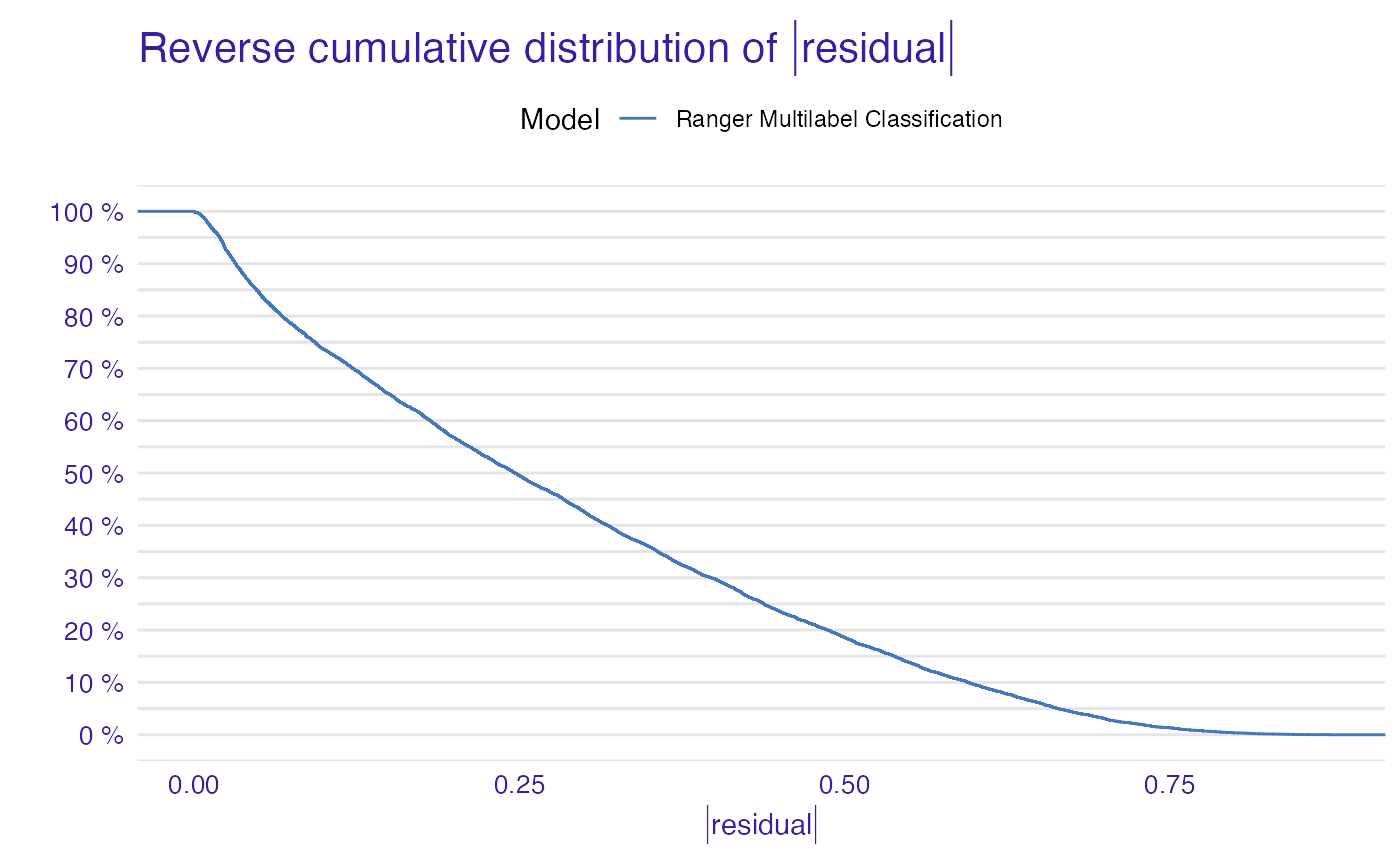 Reverse cumulative distribution of |residual|
Model Ranger Multilabel Classification
100 %
90 %
80 %
70 %
60 %
50 %
40 %
30 %
20 %
10 %
0 %
0.00 0.25 0.50 0.75
|residual|